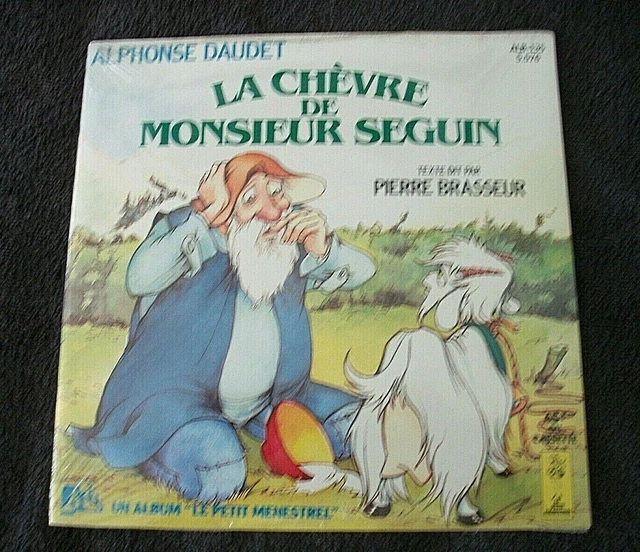 ALPHONSE DAUDET
LA CHÈVRE
DE
MONSIEUR SEGUIN
TEXTE DIT PAR
PIERRE BRASSEUR
UN ALBUM "LE PETIT MENESTREL"